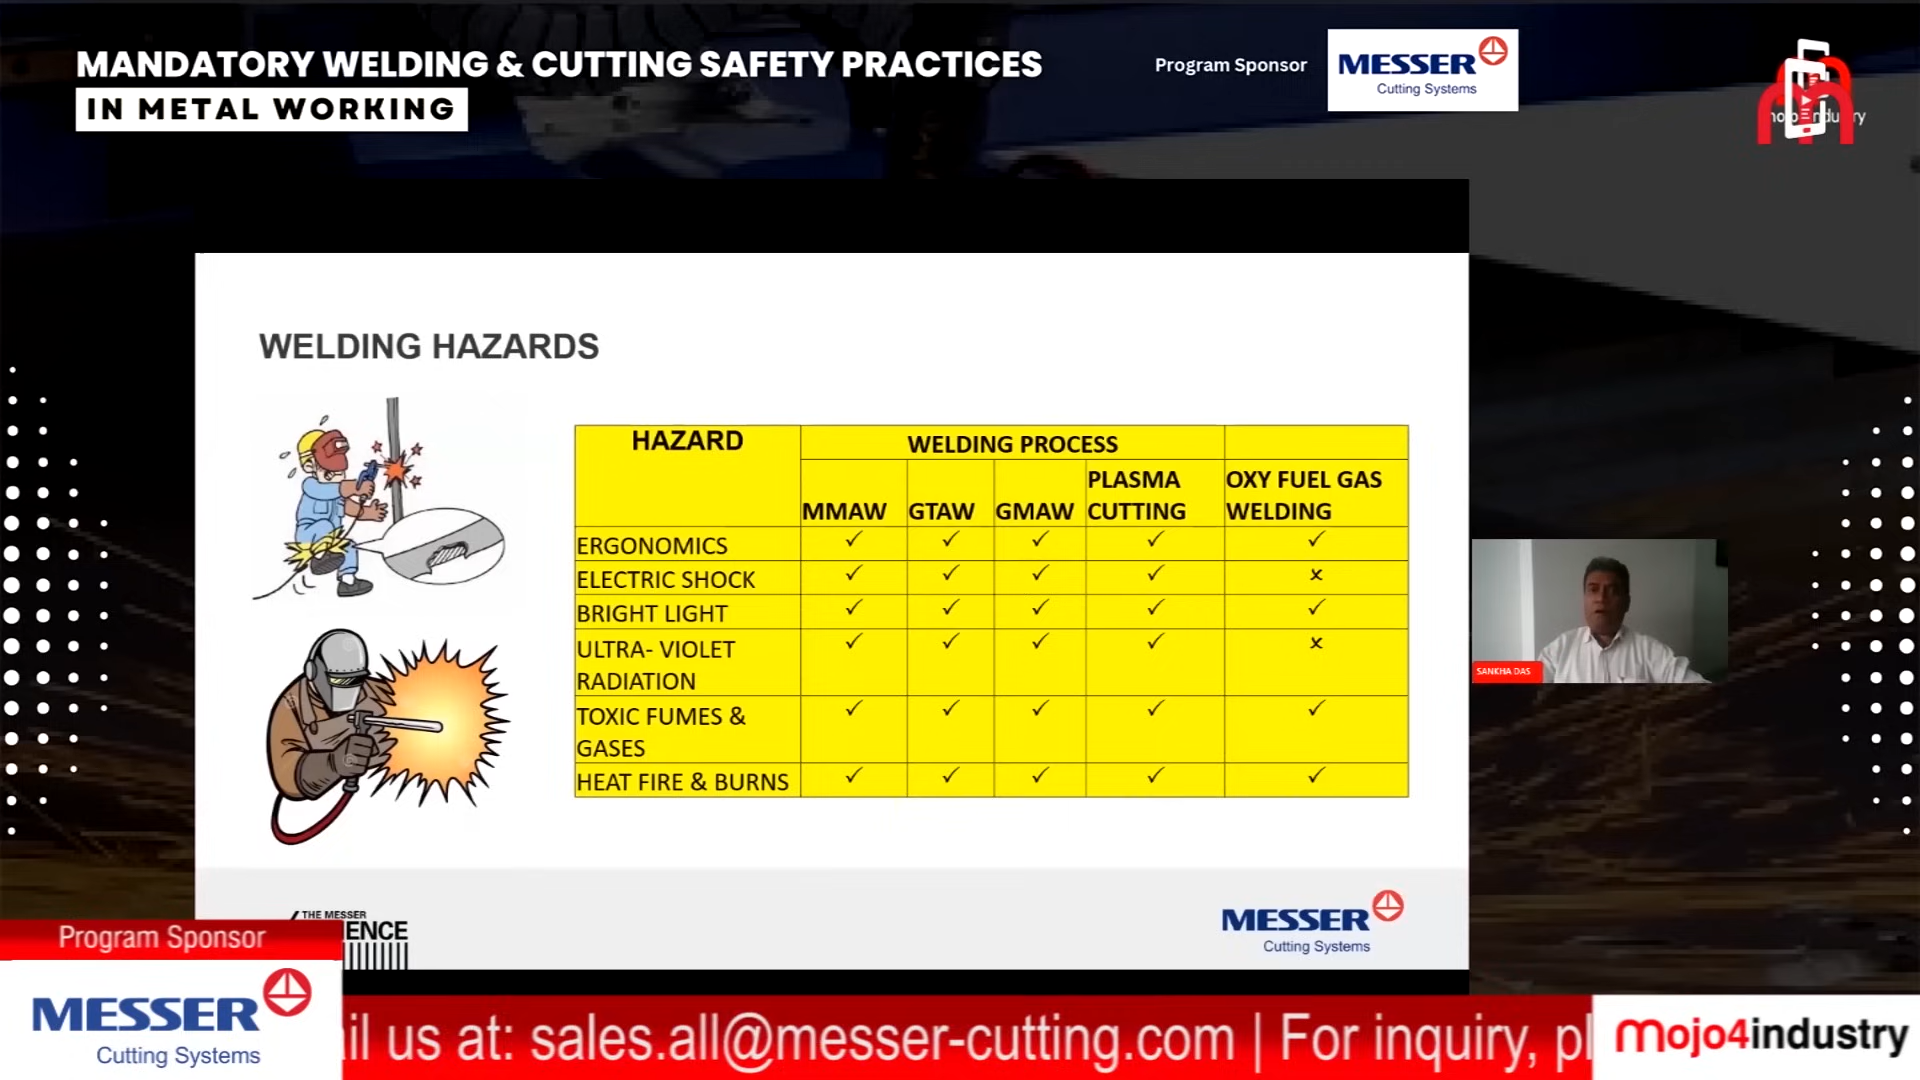 MANDATORY WELDING & CUTTING SAFETY PRACTICES
IN METAL WORKING
Program Sponsor
MESSER
Cutting Systems
WELDING HAZARDS
HAZARD
WELDING PROCESS
MMAW GTAW GMAW PLASMA CUTTING OXY FUEL GAS WELDING
ERGONOMICS ✓ ✓ ✓ ✓ ✓
ELECTRIC SHOCK ✓ ✓ ✓ ✓ ×
BRIGHT LIGHT ✓ ✓ ✓ ✓ ✓
ULTRA- VIOLET RADIATION ✓ ✓ ✓ ✓ ×
TOXIC FUMES & GASES ✓ ✓ ✓ ✓ ✓
HEAT FIRE & BURNS ✓ ✓ ✓ ✓ ✓
SANKHA DAS
THE MESSER
ENCE
MESSER
Cutting Systems
Program Sponsor
MESSER
Cutting Systems
il us at: sales.all@messer-cutting.com | For inquiry, pl
mojo4industry